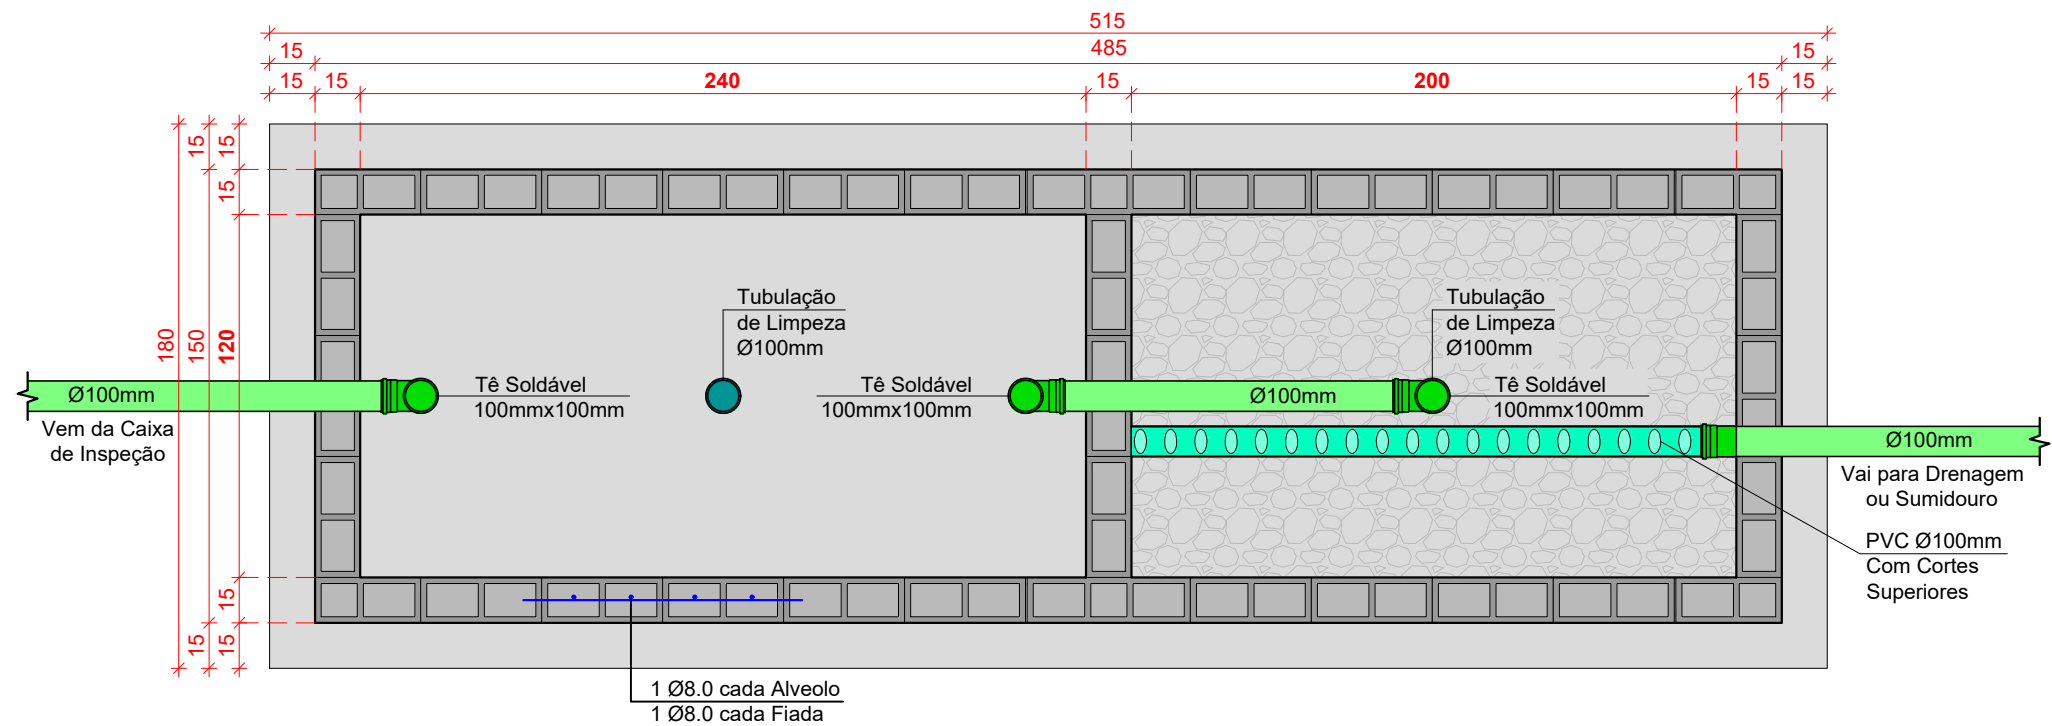 515
15
485
15
15
15
240
15
200
15
15
15
15
15
180
150
120
15
15
15
Tubulação
de Limpeza
Ø100mm
Tubulação
de Limpeza
Ø100mm
Ø100mm
Vem da Caixa
de Inspeção
Tê Soldável
100mmx100mm
Tê Soldável
100mmx100mm
Ø100mm
Tê Soldável
100mmx100mm
Ø100mm
Vai para Drenagem
ou Sumidouro
PVC Ø100mm
Com Cortes
Superiores
1 Ø8.0 cada Alveolo
1 Ø8.0 cada Fiada